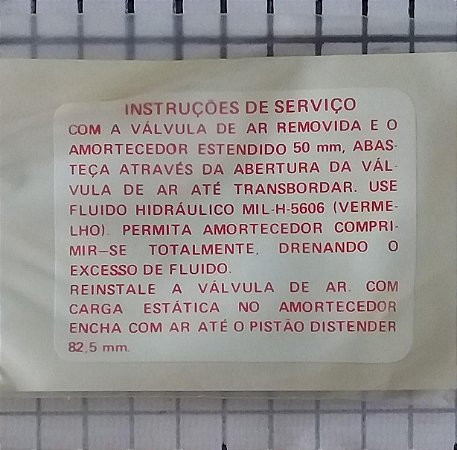 INSTRUÇÕES DE SERVIÇO
COM A VÁLVULA DE AR REMOVIDA E O
AMORTECEDOR ESTENDIDO 50 mm, ABAS-
TEÇA ATRAVÉS DA ABERTURA DA VÁL-
VULA DE AR ATÉ TRANSBORDAR. USE
FLUIDO HIDRÁULICO MIL-H-5606 (VERME-
LHO). PERMITA AMORTECEDOR COMPRI-
MIR–SE TOTALMENTE, DRENANDO O
EXCESSO DE FLUIDO.
REINSTALE A VÁLVULA DE AR. COM
CARGA ESTÁTICA NO AMORTECEDOR
ENCHA COM AR ATÉ O PISTÃO DISTENDER
82,5 mm.